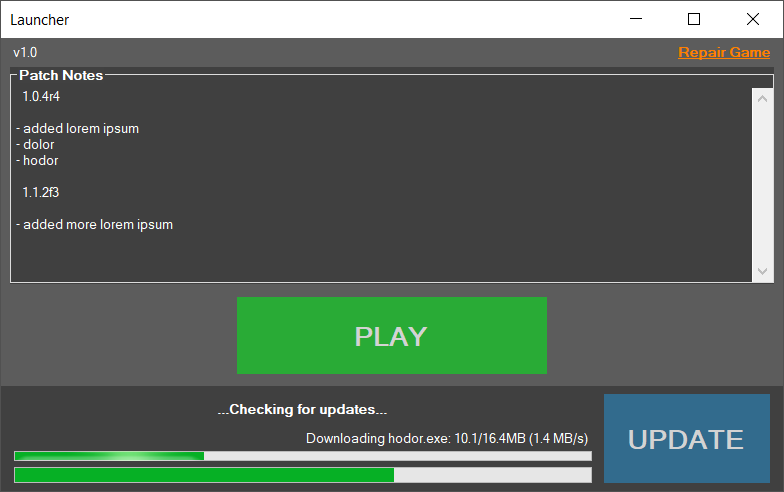 Launcher
v1.0
Repair Game
Patch Notes
1.0.4r4
- added lorem ipsum
- dolor
- hodor
1.1.2f3
- added more lorem ipsum
PLAY
...Checking for updates...
Downloading hodor.exe: 10.1/16.4MB (1.4 MB/s)
UPDATE